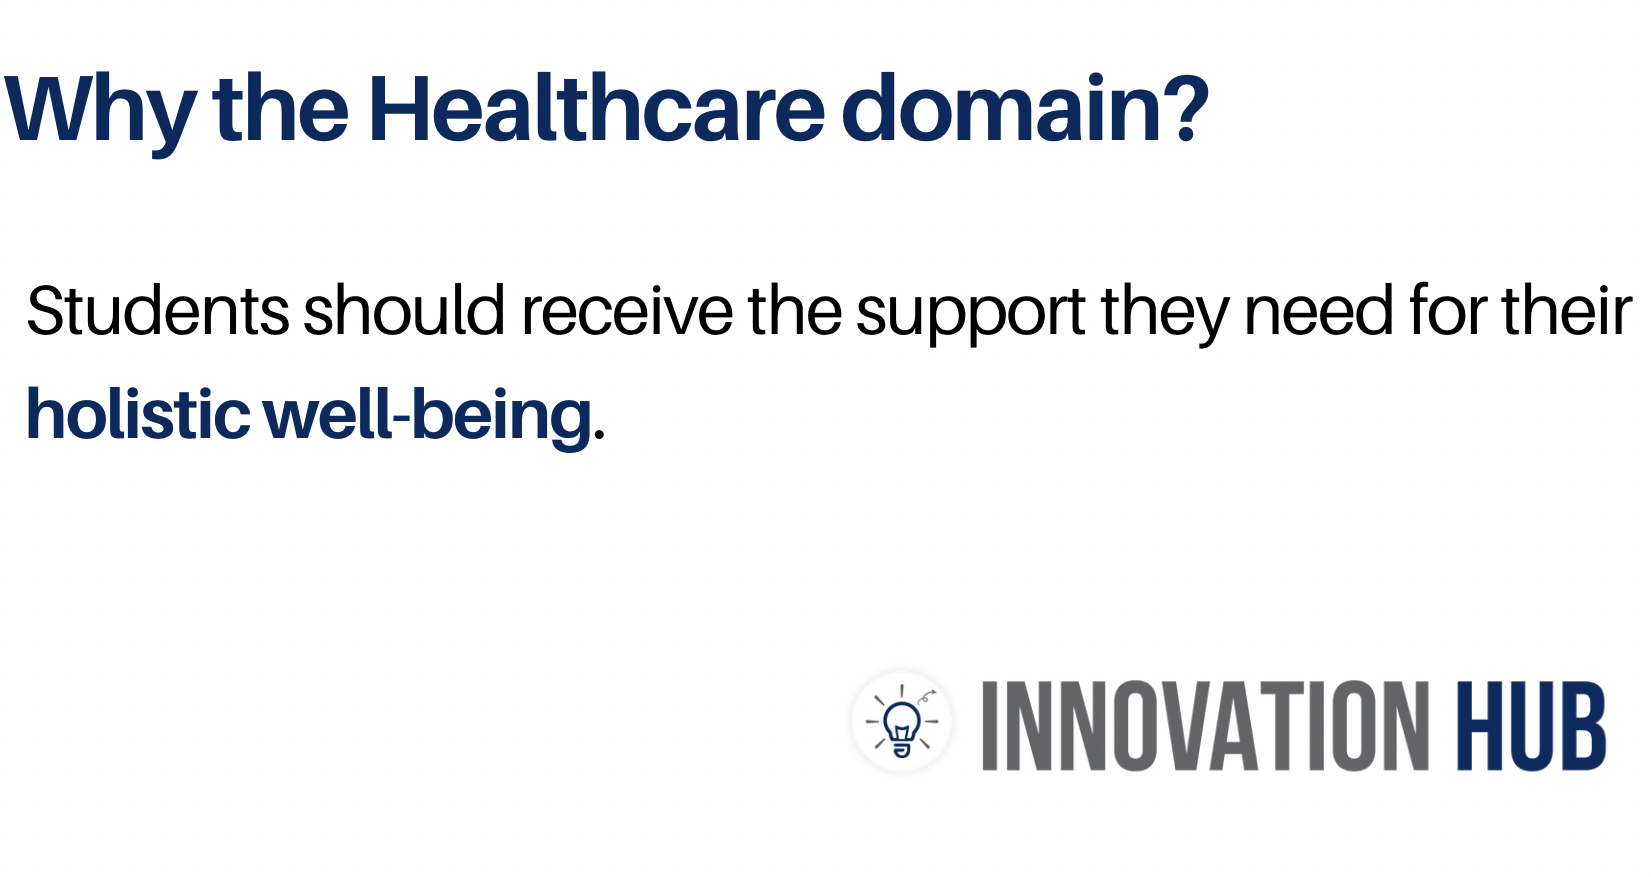 Why the Healthcare domain?
Students should receive the support they need for their
holistic well-being.
INNOVATION HUB